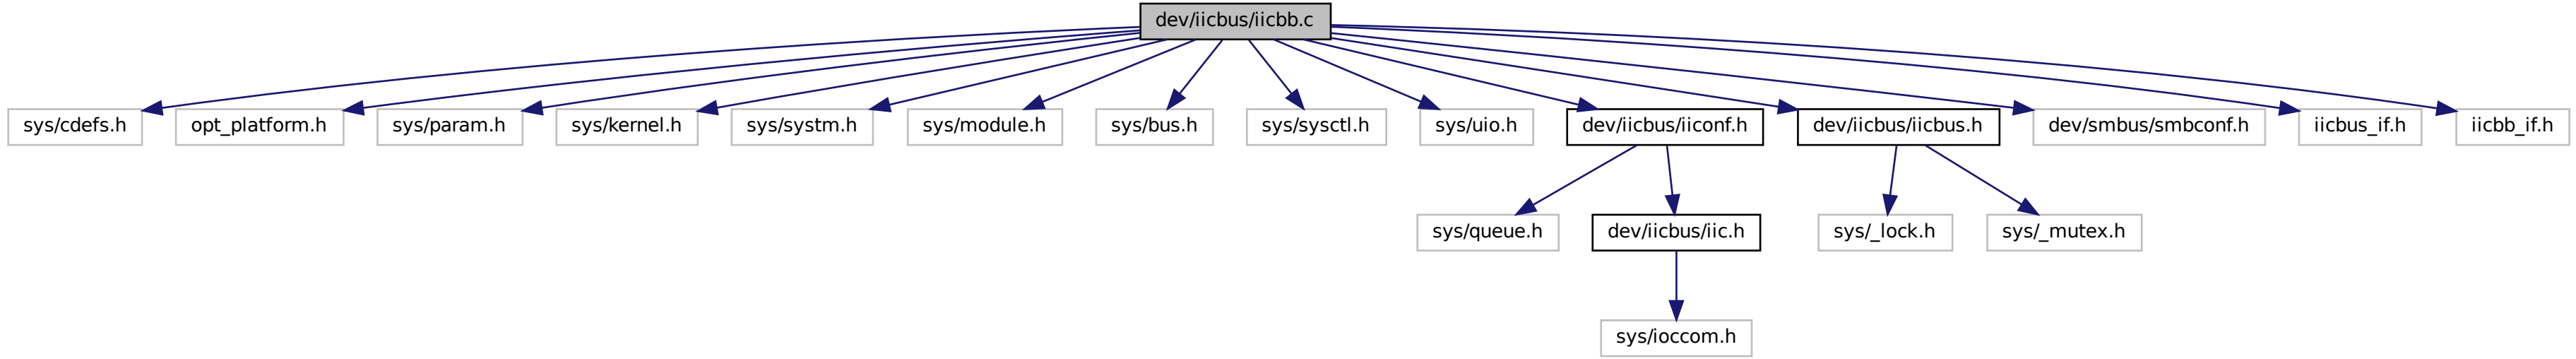 dev/iicbus/iicbb.c
sys/cdefs.h
opt_platform.h
sys/param.h
sys/kernel.h
sys/systm.h
sys/module.h
sys/bus.h
sys/sysctl.h
sys/uio.h
dev/iicbus/iiconf.h
dev/iicbus/iicbus.h
dev/smbus/smbconf.h
iicbus_if.h
iicbb_if.h
sys/queue.h
dev/iicbus/iic.h
sys/_lock.h
sys/_mutex.h
sys/ioccom.h